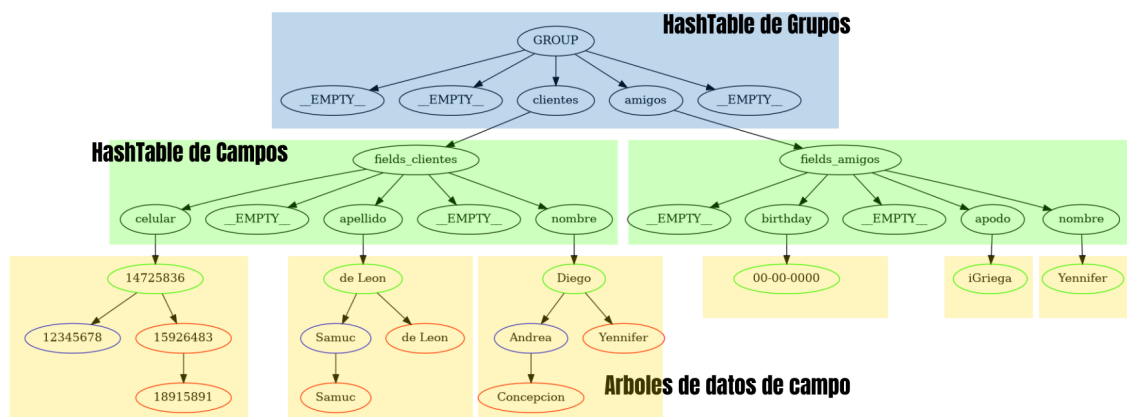 HashTable de Grupos
GROUP
__EMPTY__ __EMPTY__ clientes amigos __EMPTY__
HashTable de Campos
fields_clientes fields_amigos
celular __EMPTY__ apellido __EMPTY__ nombre __EMPTY__ birthday __EMPTY__ apodo nombre
14725836 de Leon Diego 00-00-0000 iGriega Yennifer
12345678 15926483 Samuc de Leon Andrea Yennifer
Arboles de datos de campo
18915891 Samuc Concepcion